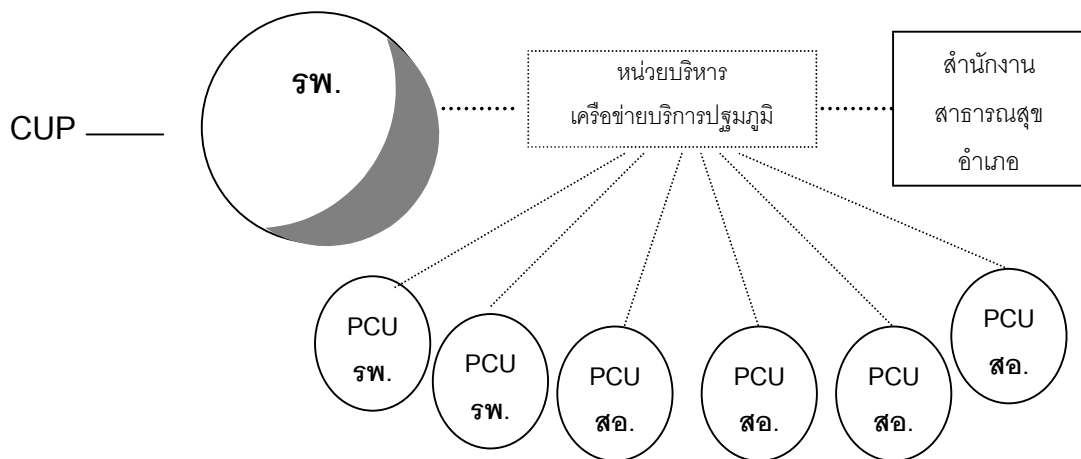 CUP
รพ.
หน่วยบริหาร
เครือข่ายบริการปฐมภูมิ
สำนักงาน
สาธารณสุข
อำเภอ
PCU
รพ.
PCU
รพ.
PCU
สอ.
PCU
สอ.
PCU
สอ.
PCU
สอ.